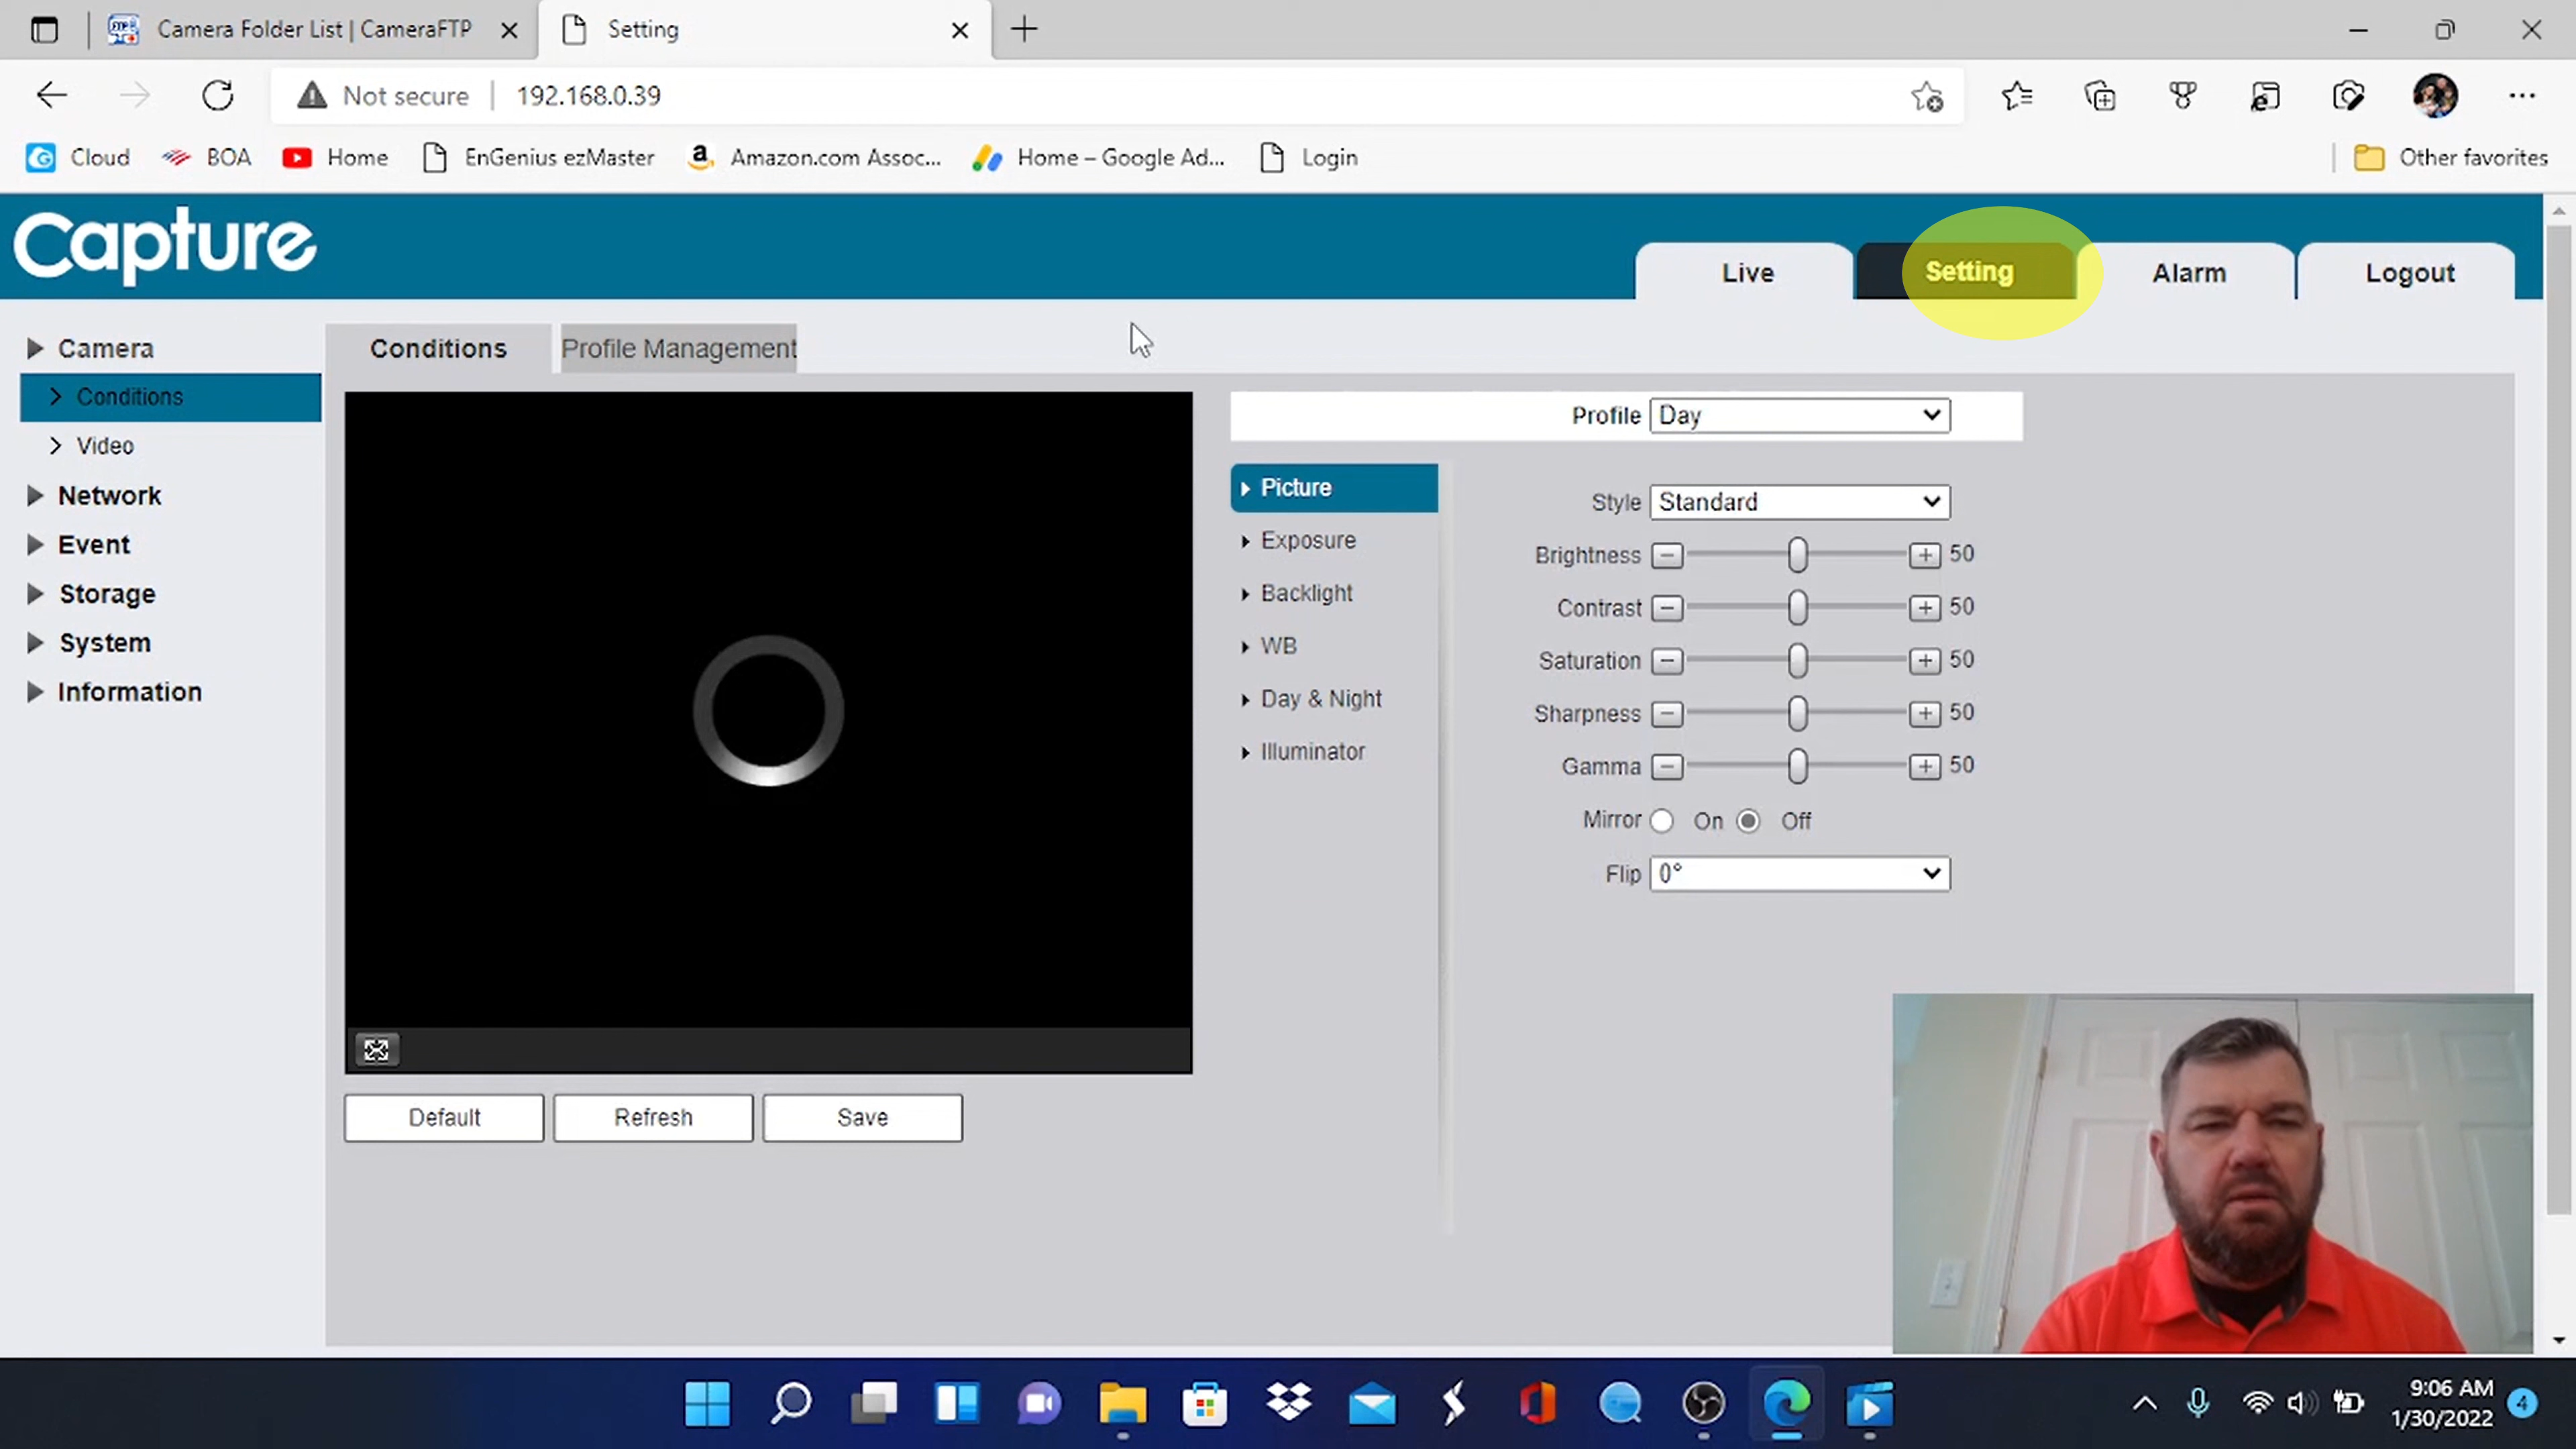 Camera Folder List | CameraFTP
Setting
Not secure
192.168.0.39
Cloud
BOA
Home
EnGenius ezMaster
Amazon.com Assoc...
Home – Google Ad...
Login
Other favorites
Capture
Live
Setting
Alarm
Logout
Camera
Conditions
Video
Network
Event
Storage
System
Information
Conditions
Profile Management
Default
Refresh
Save
Profile
Day
Picture
Exposure
Backlight
WB
Day & Night
Illuminator
Style
Standard
Brightness
50
Contrast
50
Saturation
50
Sharpness
50
Gamma
50
Mirror
On
Off
Flip
0°
9:06 AM
1/30/2022
4